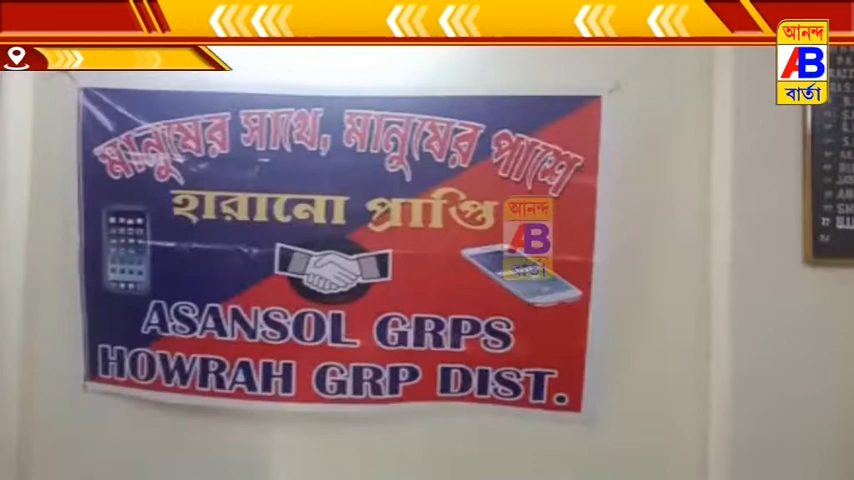 আনন্দ
AB
বার্তা
মানুষের সাথে, মানুষের পাশে
হারানো প্রাপ্তি
আনন্দ
AB
বার্তা
ASANSOL GRPS
HOWRAH GRP DIST.